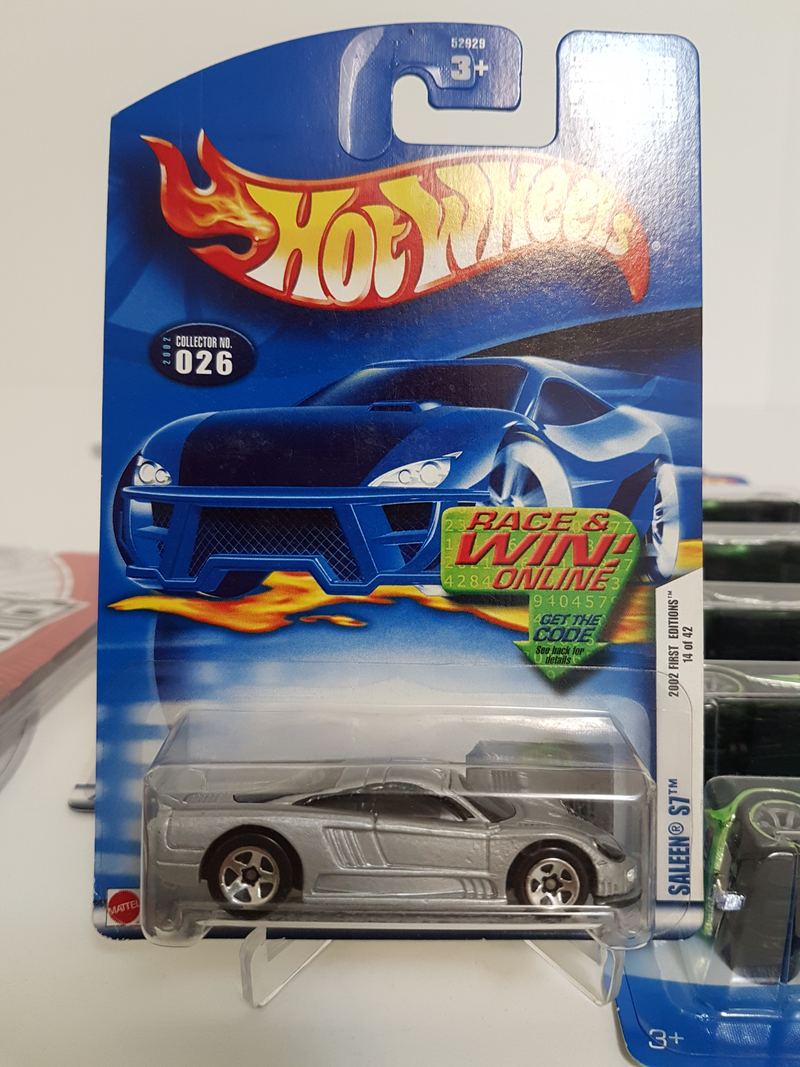 52929
3+
HOT WHEELS
2002
COLLECTOR NO.
026
RACE &
WIN!
ONLINE
940457
GET THE
CODE
See back for
details
2002 FIRST EDITIONS™
14 of 42
SALEEN® S7™
MATTEL
3+